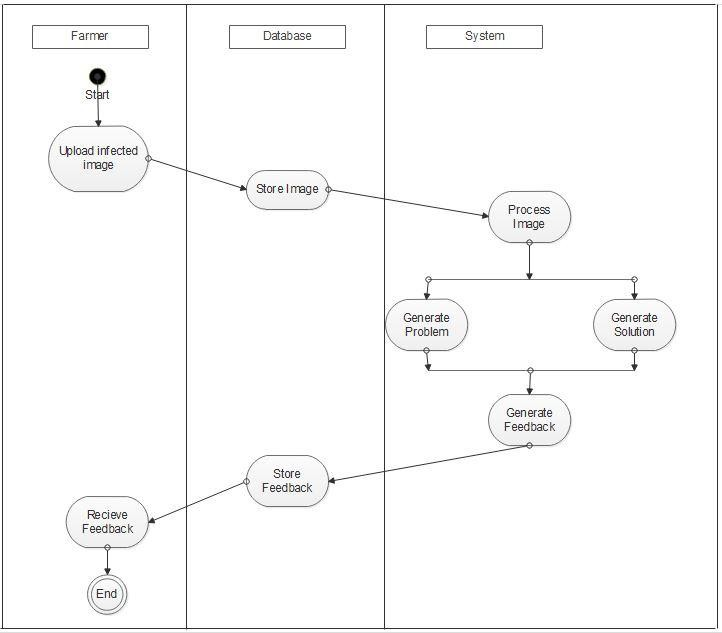 Farmer
Database
System
Start
Upload infected
image
Store Image
Process
Image
Generate
Problem
Generate
Solution
Generate
Feedback
Store
Feedback
Recieve
Feedback
End